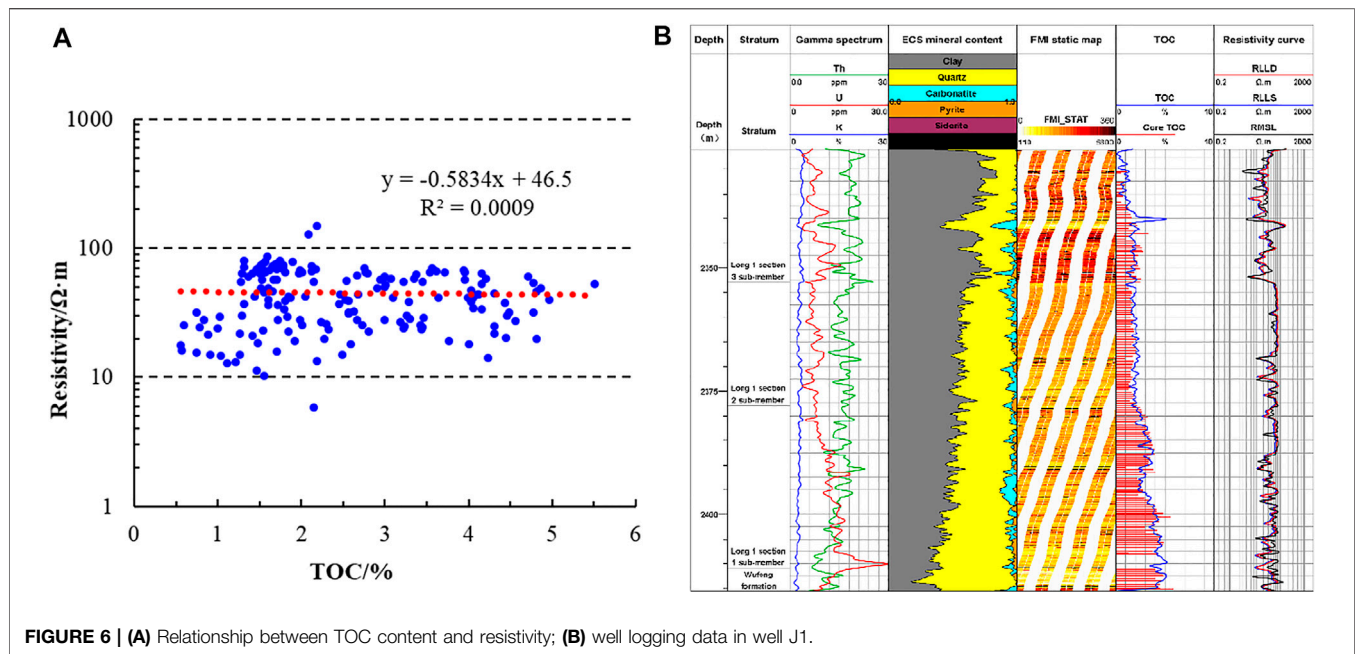 A
1000
100
10
1
0 1 2 3 4 5 6
Resistivity/Ω·m
TOC/%
y = -0.5834x + 46.5
R² = 0.0009
B
Depth Stratum Gamma spectrum ECS mineral content FMI static map TOC Resistivity curve
Depth
(m)
Stratum
Th
0.0 ppm 30
U
0 ppm 30.0
K
0 % 30
Clay
Quartz
Carbonatite
0.0 1.0
Pyrite
Siderite
0 360
FMI_STAT
TOC
0 % 10
Core TOC
0 % 10
RLLD
0.2 Ω.m 2000
RLLS
0.2 Ω.m 2000
RMSL
2350
2375
2400
Long 1 section
3 sub-member
Long 1 section
2 sub-member
Long 1 section
1 sub-member
Wufeng
formation
FIGURE 6 | (A) Relationship between TOC content and resistivity; (B) well logging data in well J1.